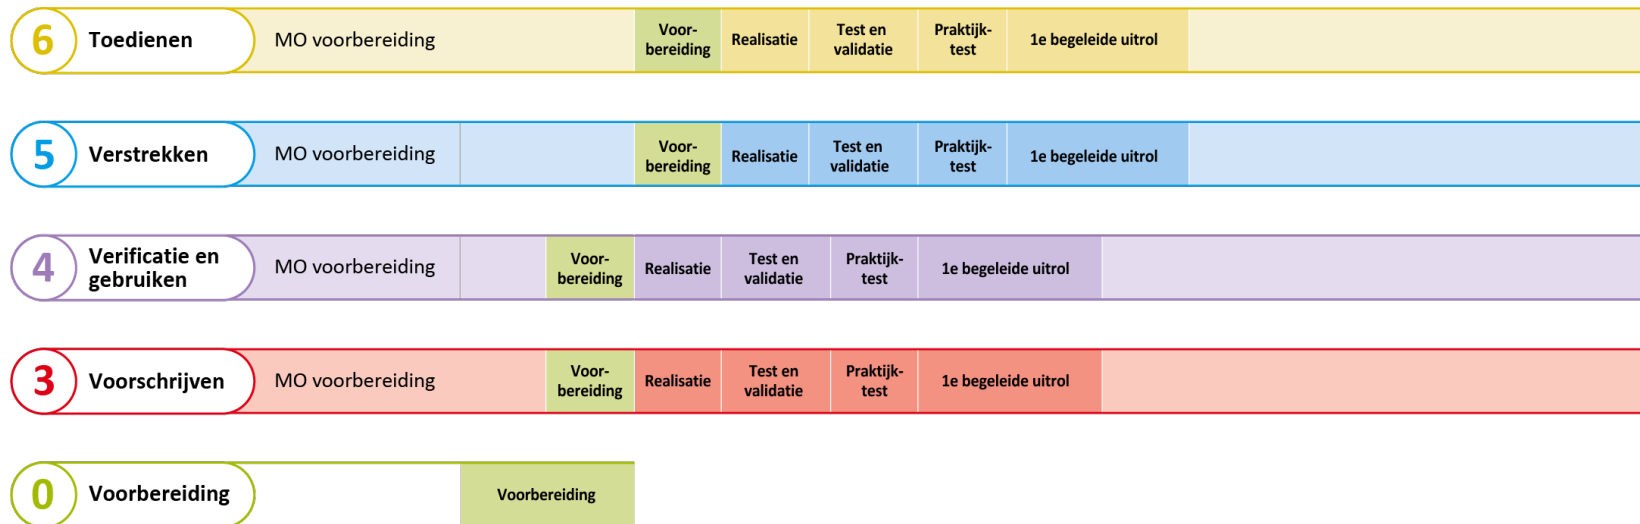 6 Toedienen MO voorbereiding Voor- Realisatie Test en Praktijk- 1e begeleide uitrol
bereiding validatie test
5 Verstrekken MO voorbereiding Voor- Realisatie Test en Praktijk- 1e begeleide uitrol
bereiding validatie test
4 Verificatie en MO voorbereiding Voor- Realisatie Test en Praktijk- 1e begeleide uitrol
gebruiken bereiding validatie test
3 Voorschrijven MO voorbereiding Voor- Realisatie Test en Praktijk- 1e begeleide uitrol
bereiding validatie test
0 Voorbereiding Voorbereiding